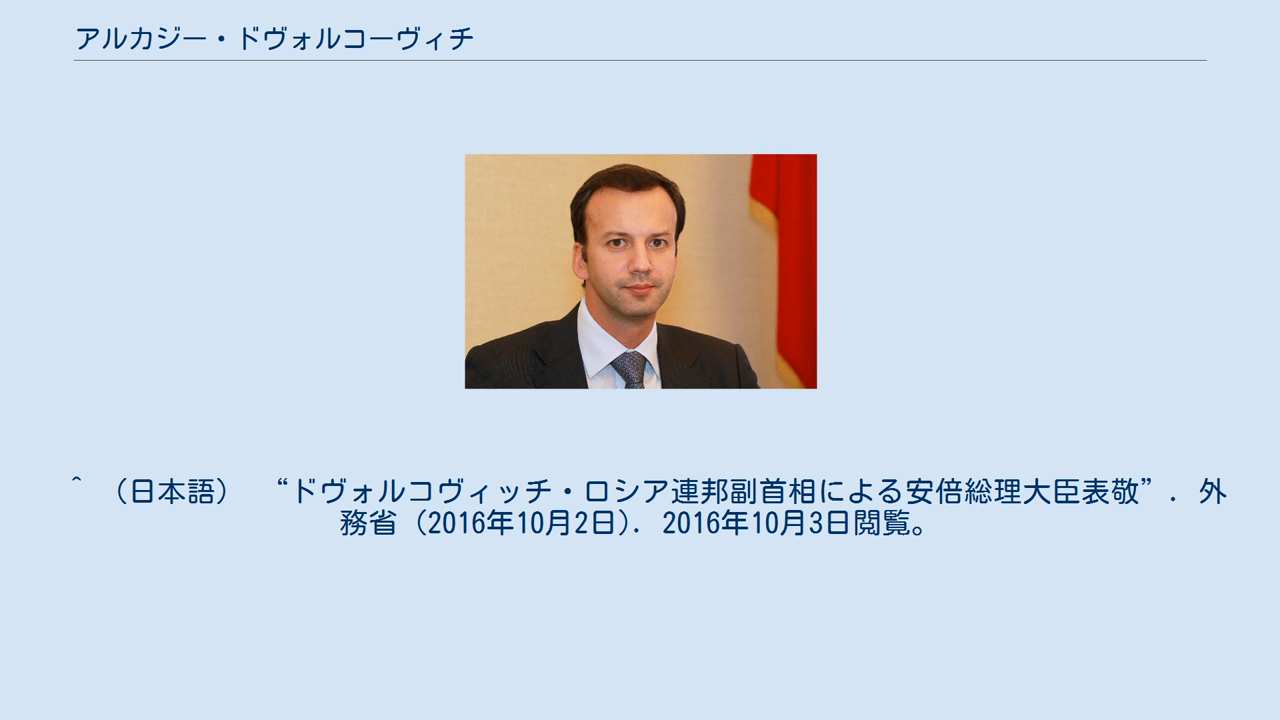 アルカジー・ドヴォルコーヴィチ
^ （日本語） “ドヴォルコヴィッチ・ロシア連邦副首相による安倍総理大臣表敬”. 外
務省 (2016年10月2日). 2016年10月3日閲覧。